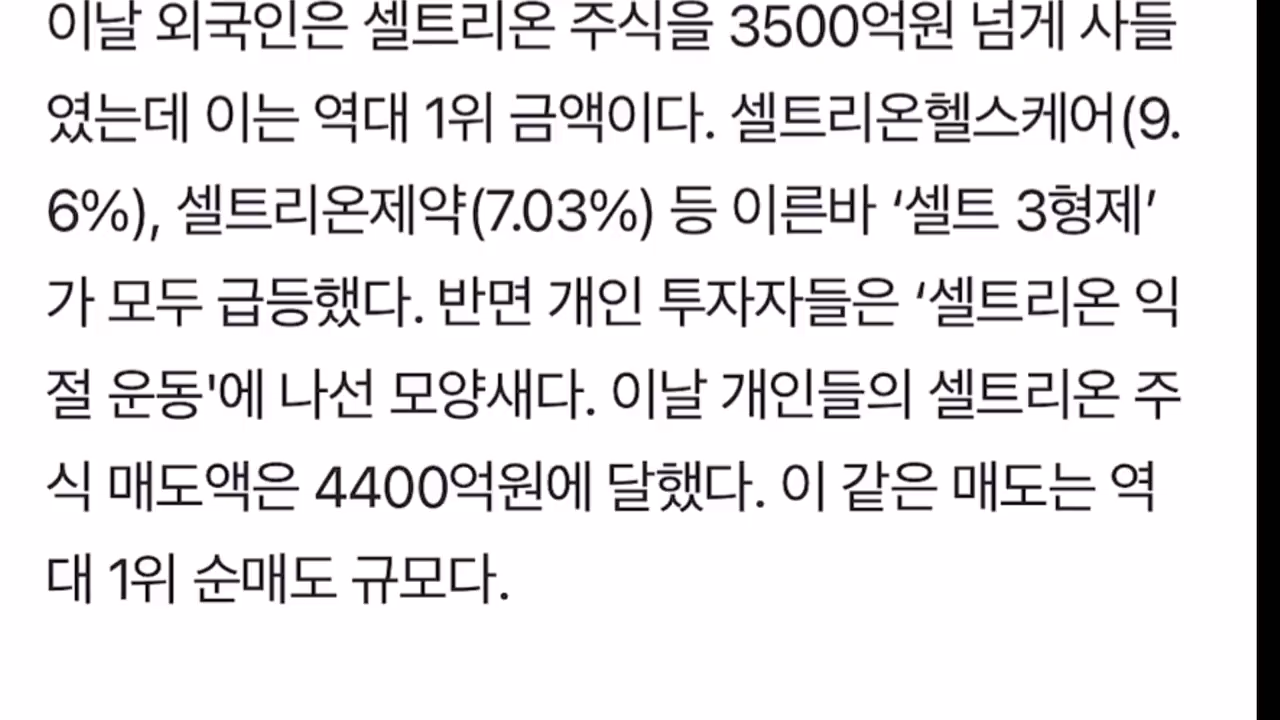 이날 외국인은 셀트리온 주식을 3500억원 넘게 사들
였는데 이는 역대 1위 금액이다. 셀트리온헬스케어(9.
6%), 셀트리온제약(7.03%) 등 이른바 ‘셀트 3형제’
가 모두 급등했다. 반면 개인 투자자들은 ‘셀트리온 익
절 운동'에 나선 모양새다. 이날 개인들의 셀트리온 주
식 매도액은 4400억원에 달했다. 이 같은 매도는 역
대 1위 순매도 규모다.